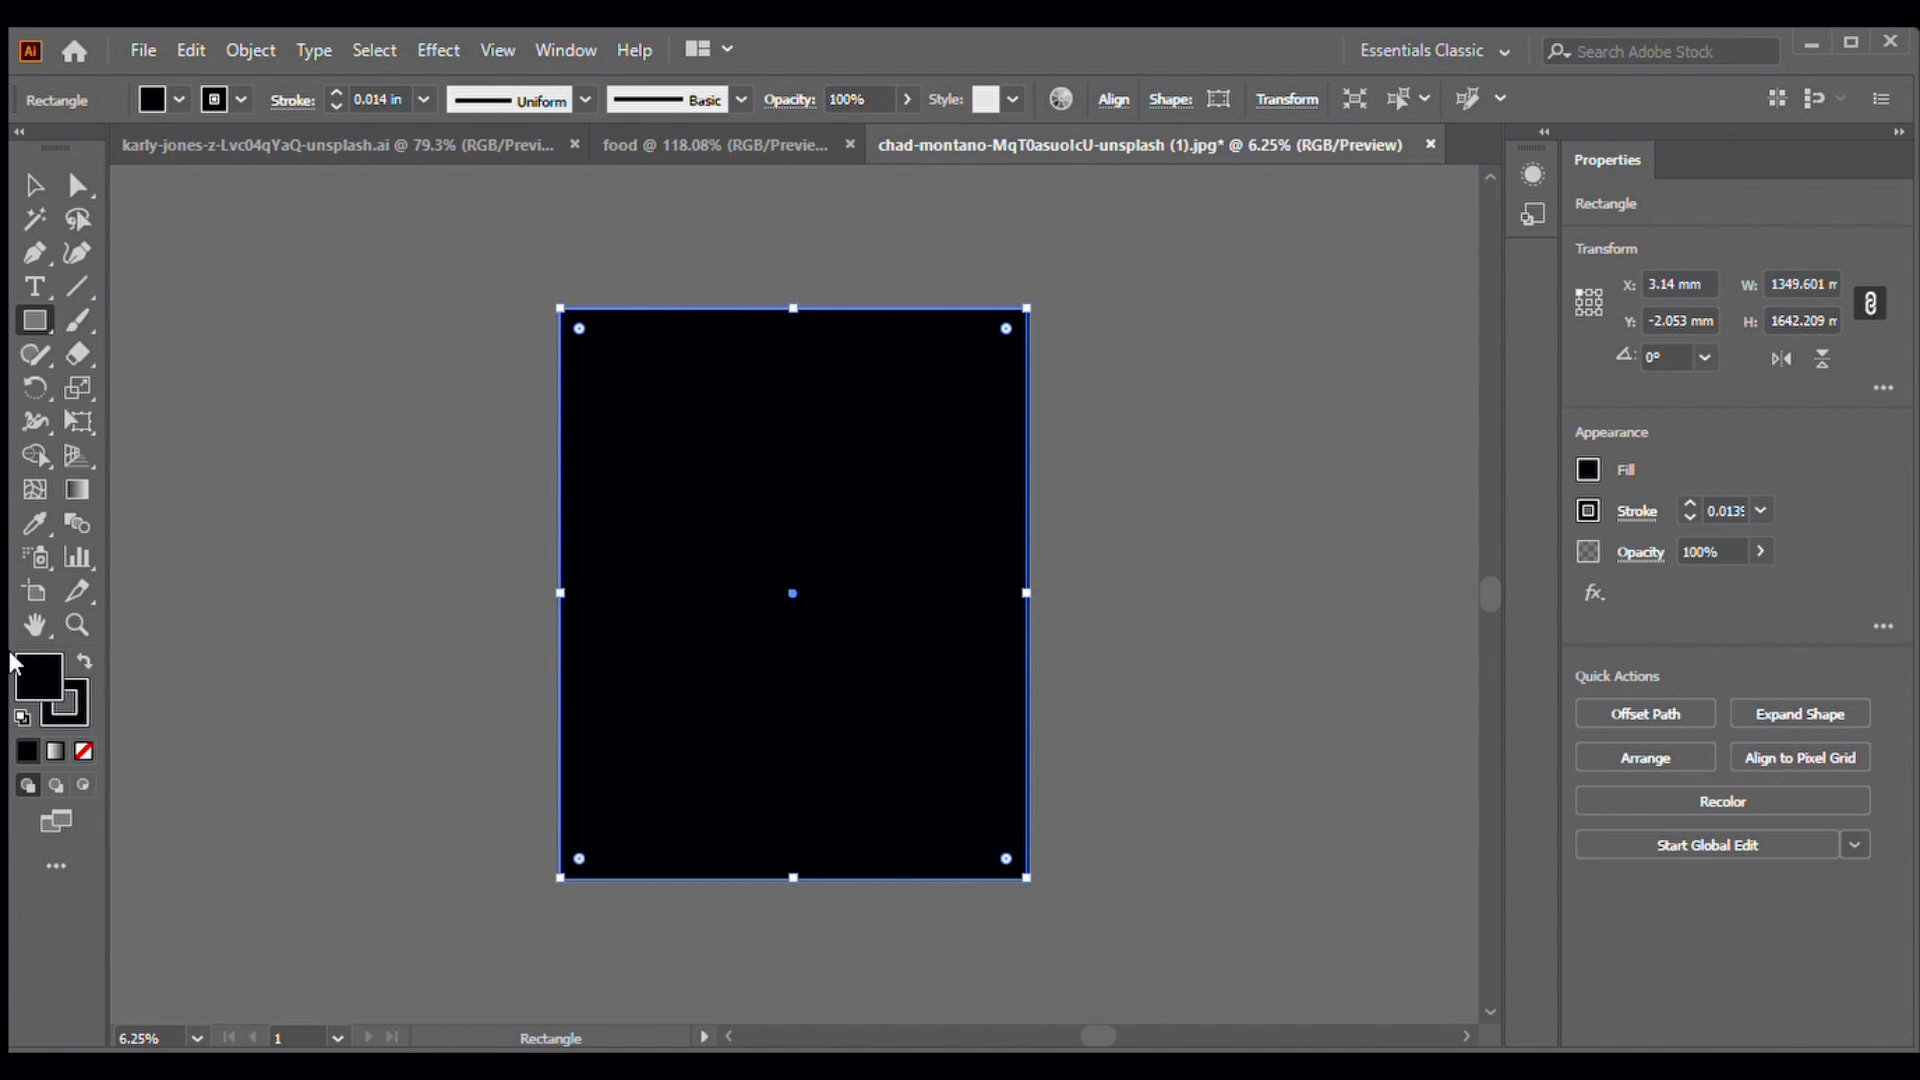 Ai File Edit Object Type Select Effect View Window Help Essentials Classic Search Adobe Stock
Rectangle Stroke: 0.014 in Uniform Basic Opacity: 100% Style: Align Shape: Transform
karly-jones-z-Lvc04qYaQ-unsplash.ai @ 79.3% (RGB/Previ... food @ 118.08% (RGB/Previe... chad-montano-MqT0asuoIcU-unsplash (1).jpg* @ 6.25% (RGB/Preview)
Properties
Rectangle
Transform
X: 3.14 mm W: 1349.601 m
Y: -2.053 mm H: 1642.209 m
0°
Appearance
Fill
Stroke 0.0139
Opacity 100%
fx.
Quick Actions
Offset Path Expand Shape
Arrange Align to Pixel Grid
Recolor
Start Global Edit
6.25% 1 Rectangle